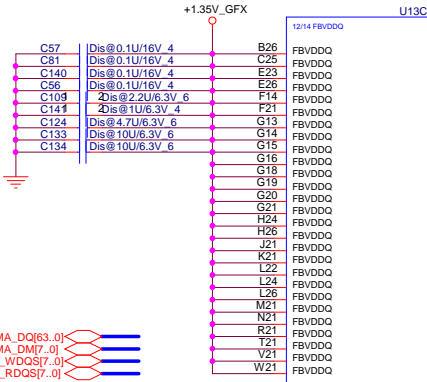 +1.35V_GFX
U13C
12/14 FBVDDQ
C57 Dis@0.1U/16V_4 B26 FBVDDQ
C81 Dis@0.1U/16V_4 C25 FBVDDQ
C140 Dis@0.1U/16V_4 E23 FBVDDQ
C56 Dis@0.1U/16V_4 E26 FBVDDQ
C109 1 2 Dis@2.2U/6.3V_6 F14 FBVDDQ
C141 1 2 Dis@1U/6.3V_4 F21 FBVDDQ
C124 Dis@4.7U/6.3V_6 G13 FBVDDQ
C133 Dis@10U/6.3V_6 G14 FBVDDQ
C134 Dis@10U/6.3V_6 G15 FBVDDQ
G16 FBVDDQ
G18 FBVDDQ
G19 FBVDDQ
G20 FBVDDQ
G21 FBVDDQ
H24 FBVDDQ
H26 FBVDDQ
J21 FBVDDQ
K21 FBVDDQ
L22 FBVDDQ
L24 FBVDDQ
L26 FBVDDQ
M21 FBVDDQ
N21 FBVDDQ
R21 FBVDDQ
T21 FBVDDQ
V21 FBVDDQ
W21 FBVDDQ
MA_DQ[63..0]
MA_DM[7..0]
_WDQS[7..0]
_RDQS[7..0]